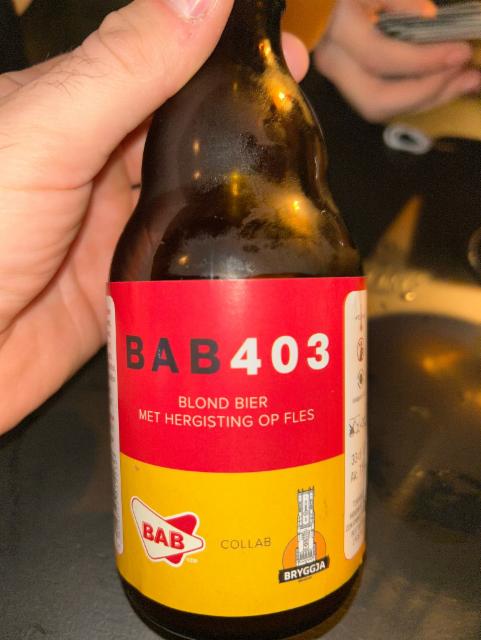 BAB403
BLOND BIER
MET HERGISTING OP FLES
BAB
COLLAB
BRYGGJA